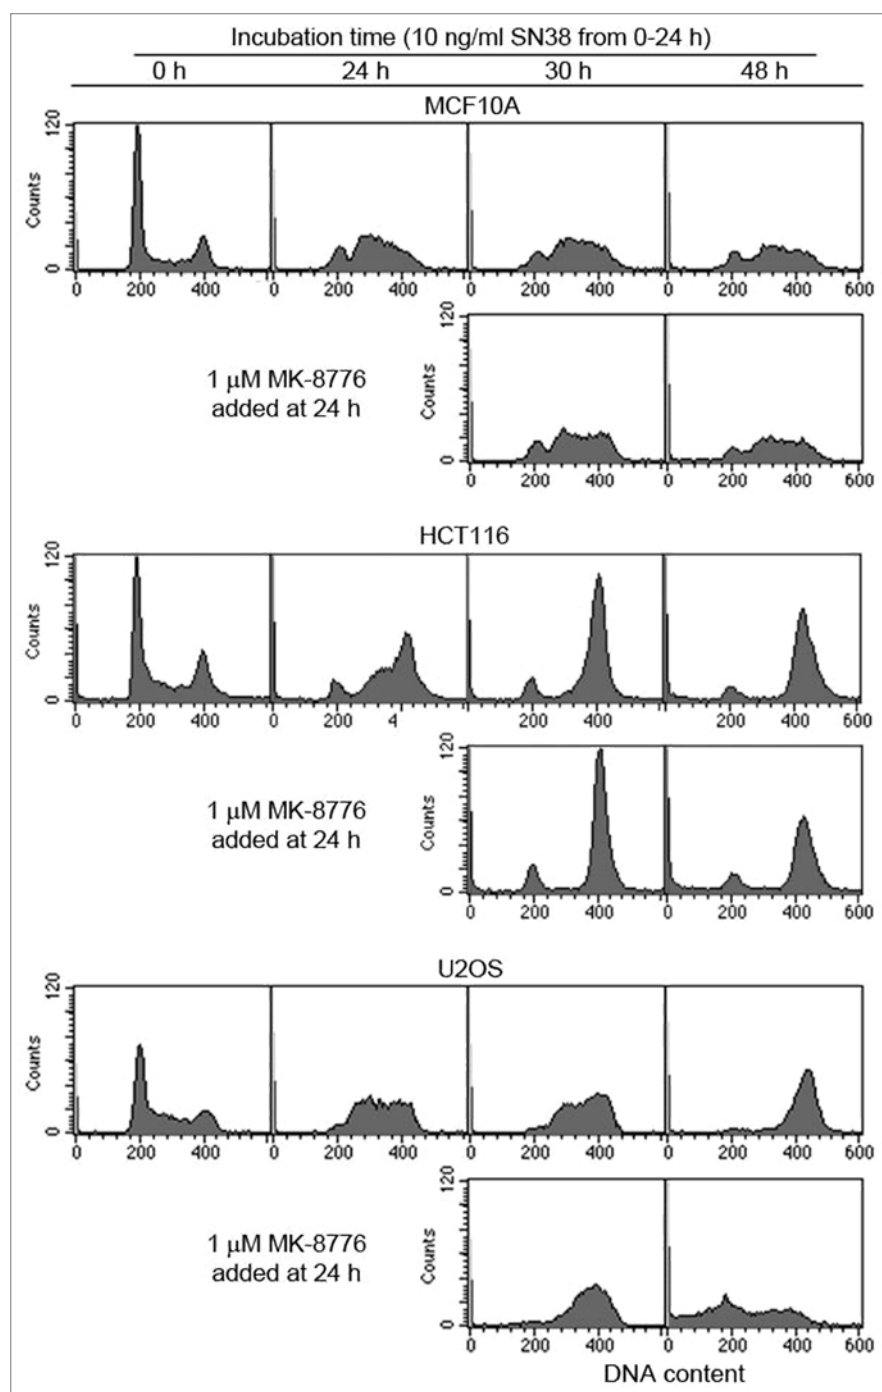 Incubation time (10 ng/ml SN38 from 0-24 h)
0 h 24 h 30 h 48 h
MCF10A
120
Counts
0
0 200 400 0 200 400 0 200 400 0 200 400 600
1 μM MK-8776
added at 24 h
120
Counts
0
0 200 400 0 200 400 600
HCT116
120
Counts
0
0 200 400 0 200 4 0 200 400 0 200 400 600
1 μM MK-8776
added at 24 h
120
Counts
0
0 200 400 0 200 400 600
U2OS
120
Counts
0
0 200 400 0 200 400 0 200 400 0 200 400 600
1 μM MK-8776
added at 24 h
120
Counts
0
0 200 400 0 200 400 600
DNA content